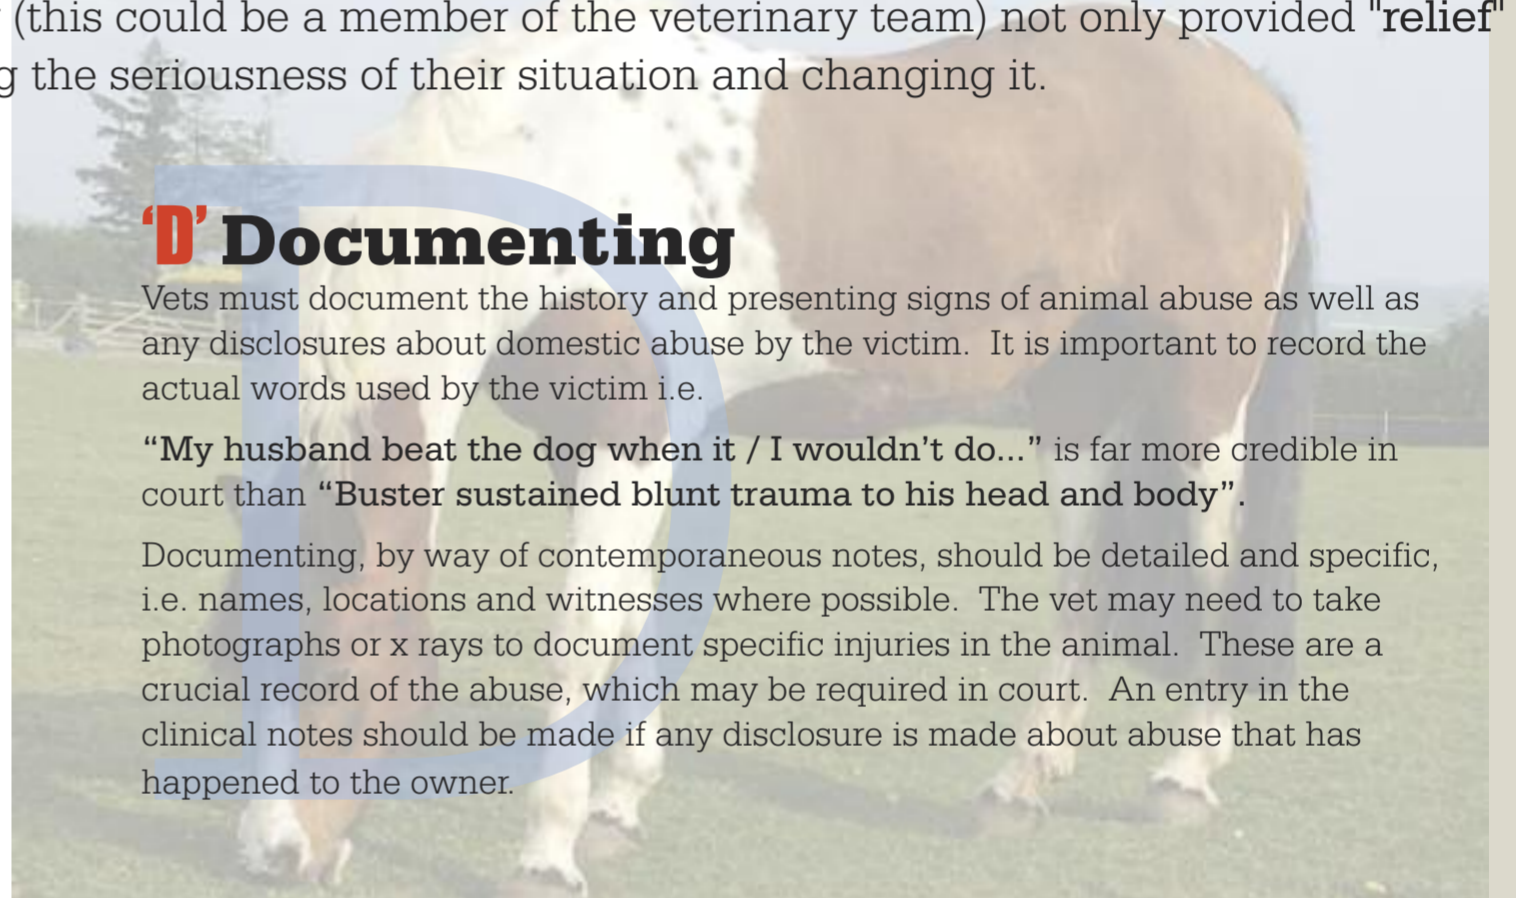 (this could be a member of the veterinary team) not only provided "relief"
g the seriousness of their situation and changing it.
‘D’ Documenting
Vets must document the history and presenting signs of animal abuse as well as
any disclosures about domestic abuse by the victim.  It is important to record the
actual words used by the victim i.e.
“My husband beat the dog when it / I wouldn’t do...” is far more credible in
court than “Buster sustained blunt trauma to his head and body”.
Documenting, by way of contemporaneous notes, should be detailed and specific,
i.e. names, locations and witnesses where possible.  The vet may need to take
photographs or x rays to document specific injuries in the animal.  These are a
crucial record of the abuse, which may be required in court.  An entry in the
clinical notes should be made if any disclosure is made about abuse that has
happened to the owner.